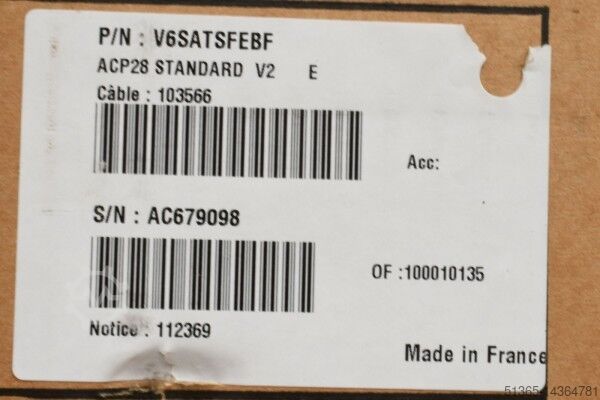 P/N : V6SATSFEBF
ACP28 STANDARD V2 E
Câble : 103566
Acc:
S/N : AC679098
OF :100010135
Notice : 112369
Made in France